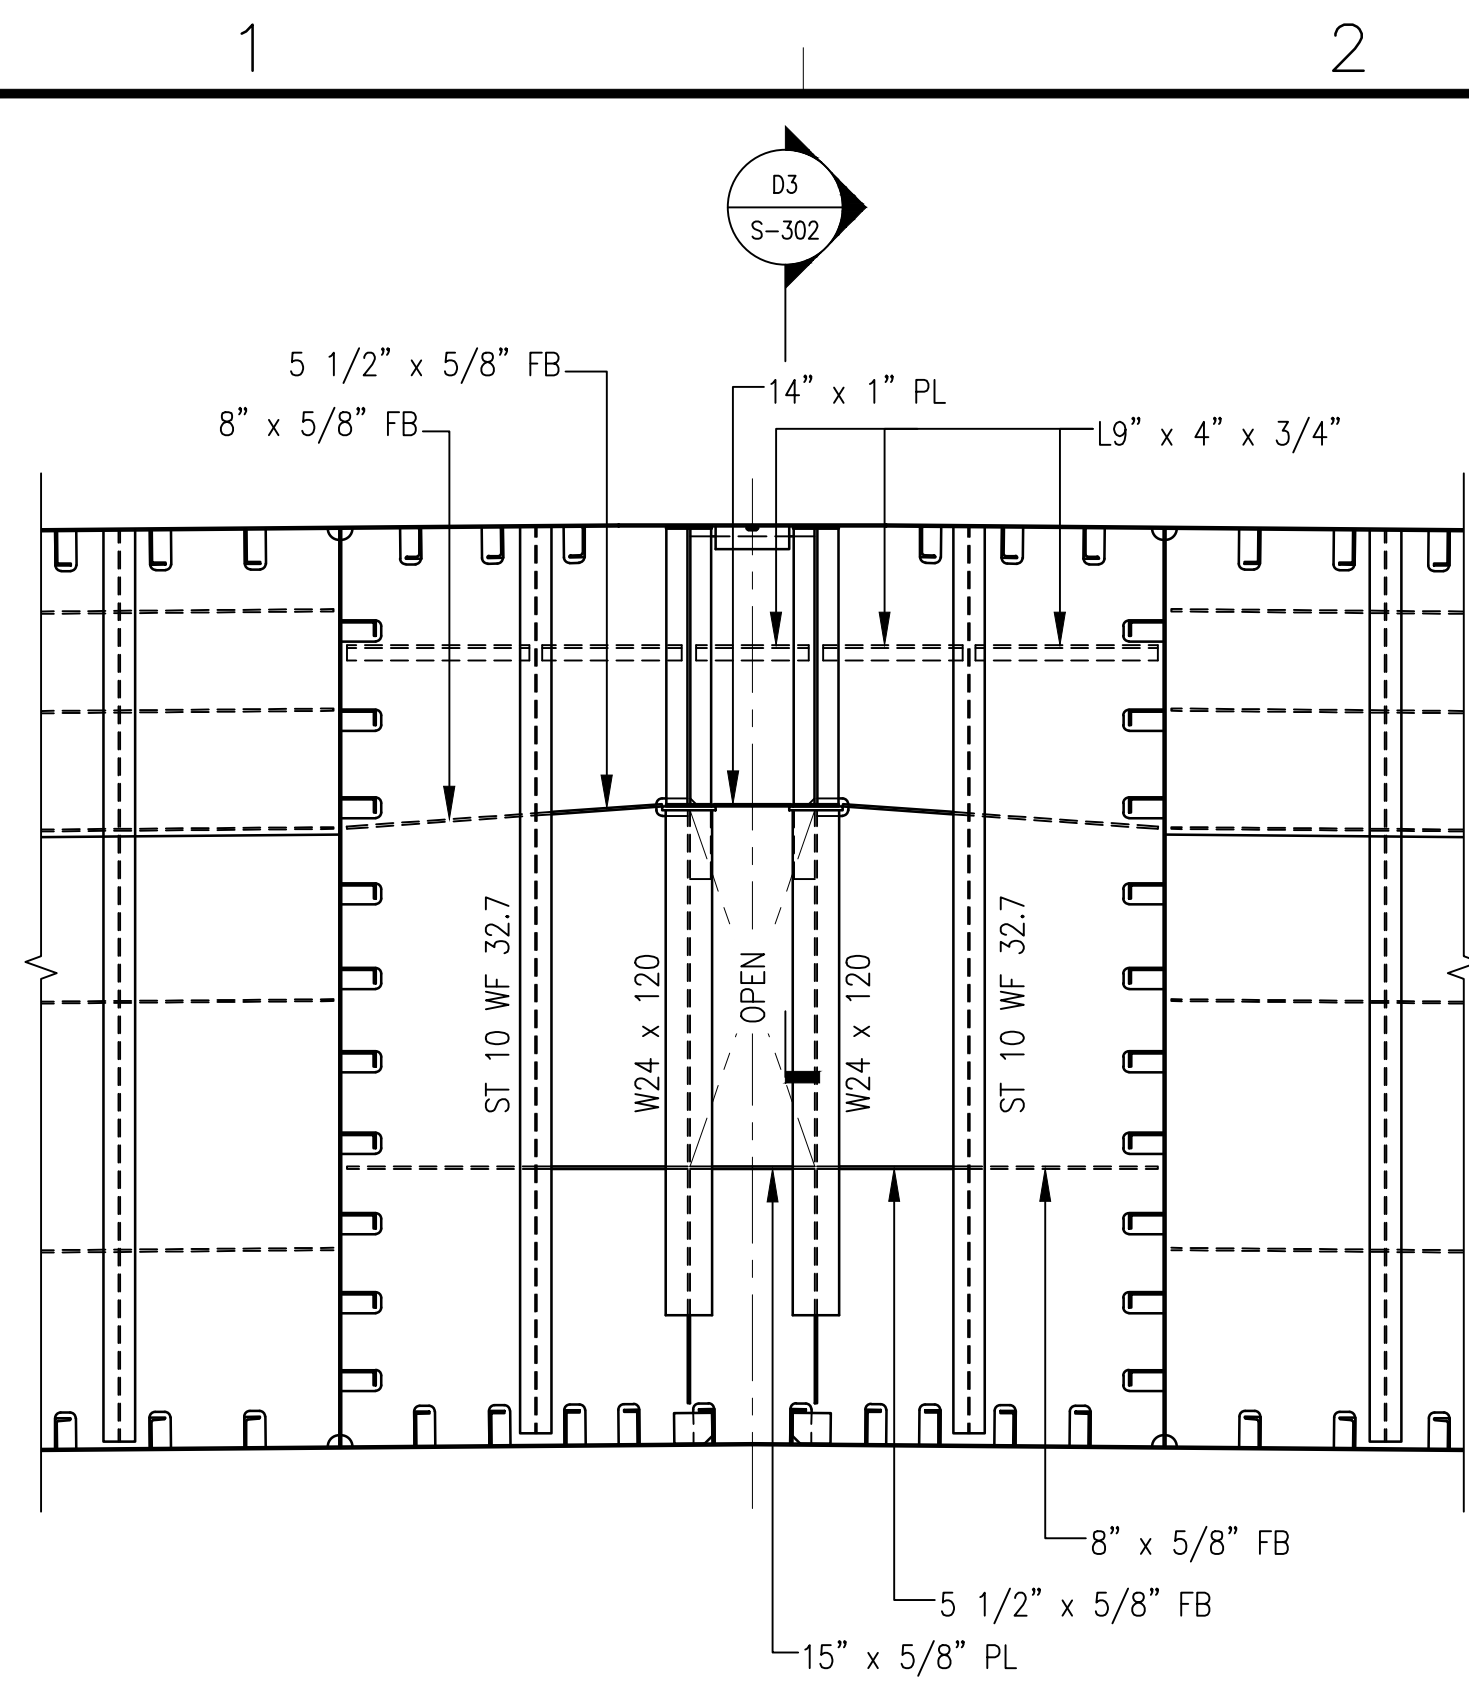 1
2
D3
S-302
5 1/2” x 5/8” FB
14” x 1” PL
8” x 5/8” FB
L9” x 4” x 3/4”
ST 10 WF 32.7
W24 x 120
OPEN
W24 x 120
ST 10 WF 32.7
8” x 5/8” FB
5 1/2” x 5/8” FB
15” x 5/8” PL